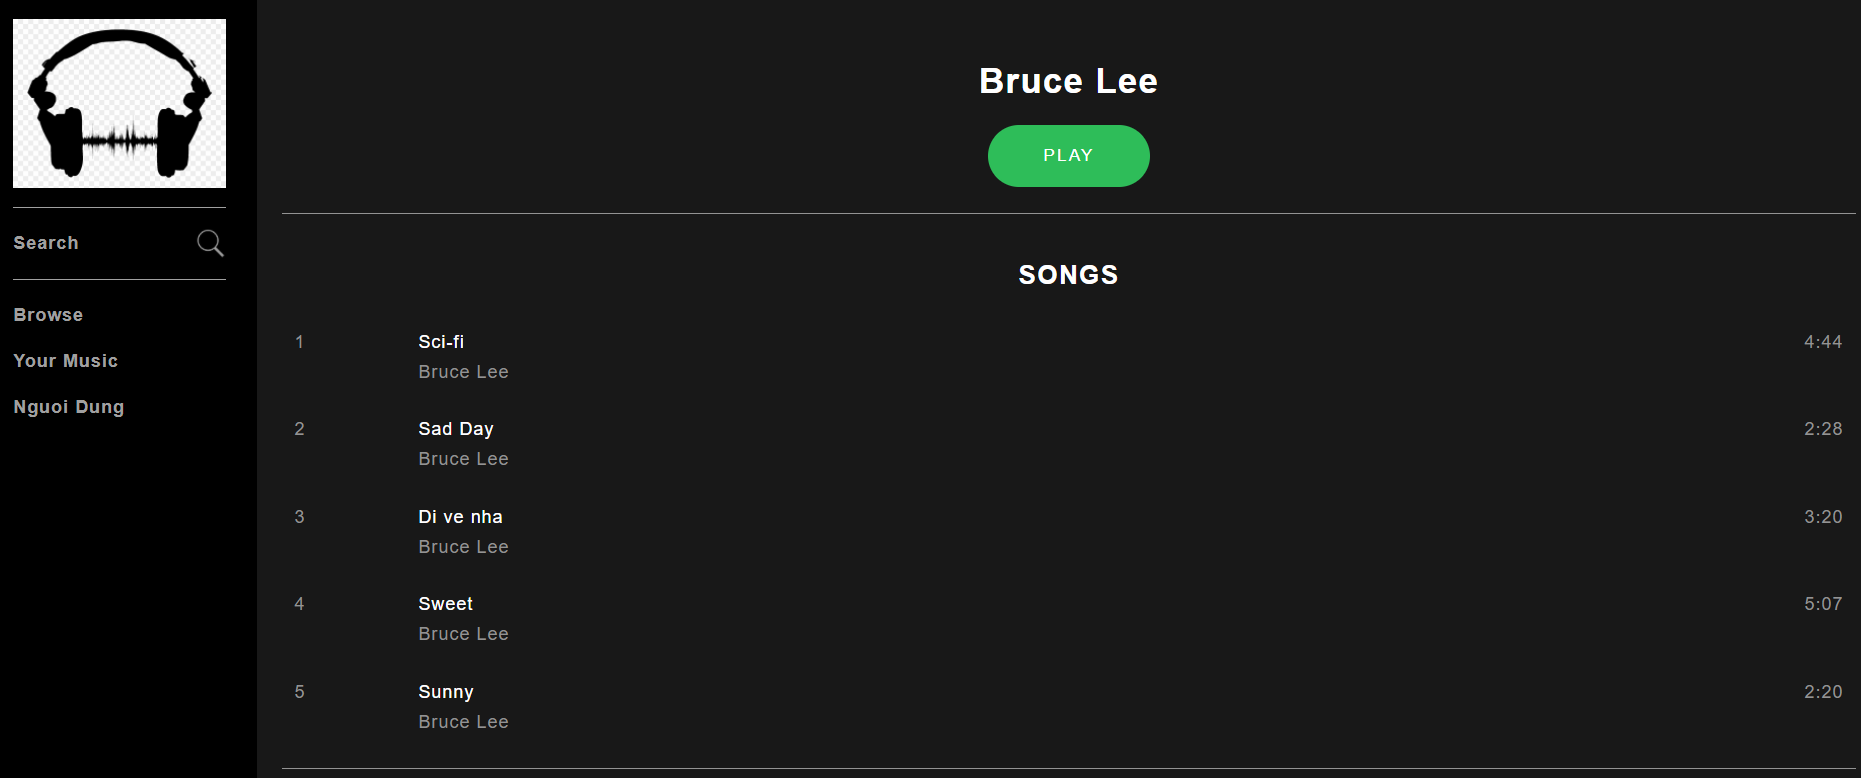 Search
Browse
Your Music
Nguoi Dung
Bruce Lee
PLAY
SONGS
1 Sci-fi 4:44
Bruce Lee
2 Sad Day 2:28
Bruce Lee
3 Di ve nha 3:20
Bruce Lee
4 Sweet 5:07
Bruce Lee
5 Sunny 2:20
Bruce Lee